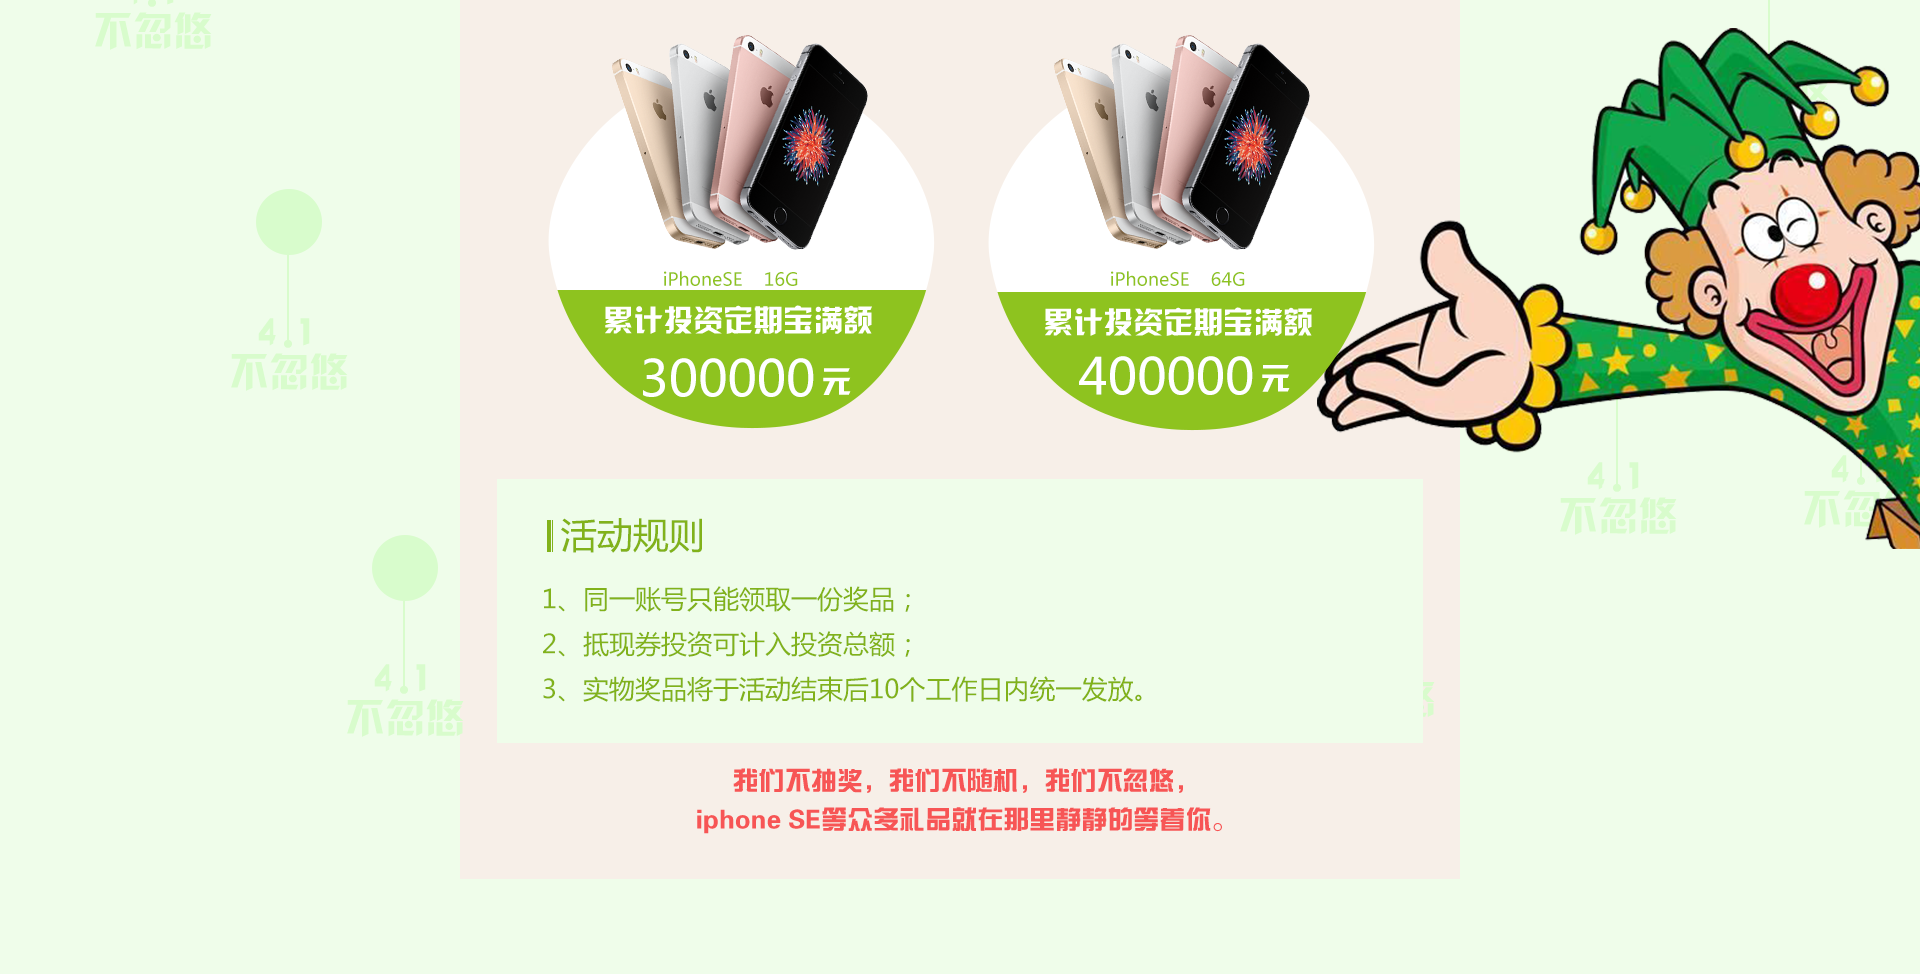 不忽悠
iPhoneSE 16G
累计投资定期宝满额
300000元
iPhoneSE 64G
累计投资定期宝满额
400000元
4.1
不忽悠
4.1
不忽悠
4.1
不忽悠
活动规则
1、同一账号只能领取一份奖品；
2、抵现券投资可计入投资总额；
3、实物奖品将于活动结束后10个工作日内统一发放。
我们不抽奖，我们不随机，我们不忽悠，
iphone SE等众多礼品就在那里静静的等着你。